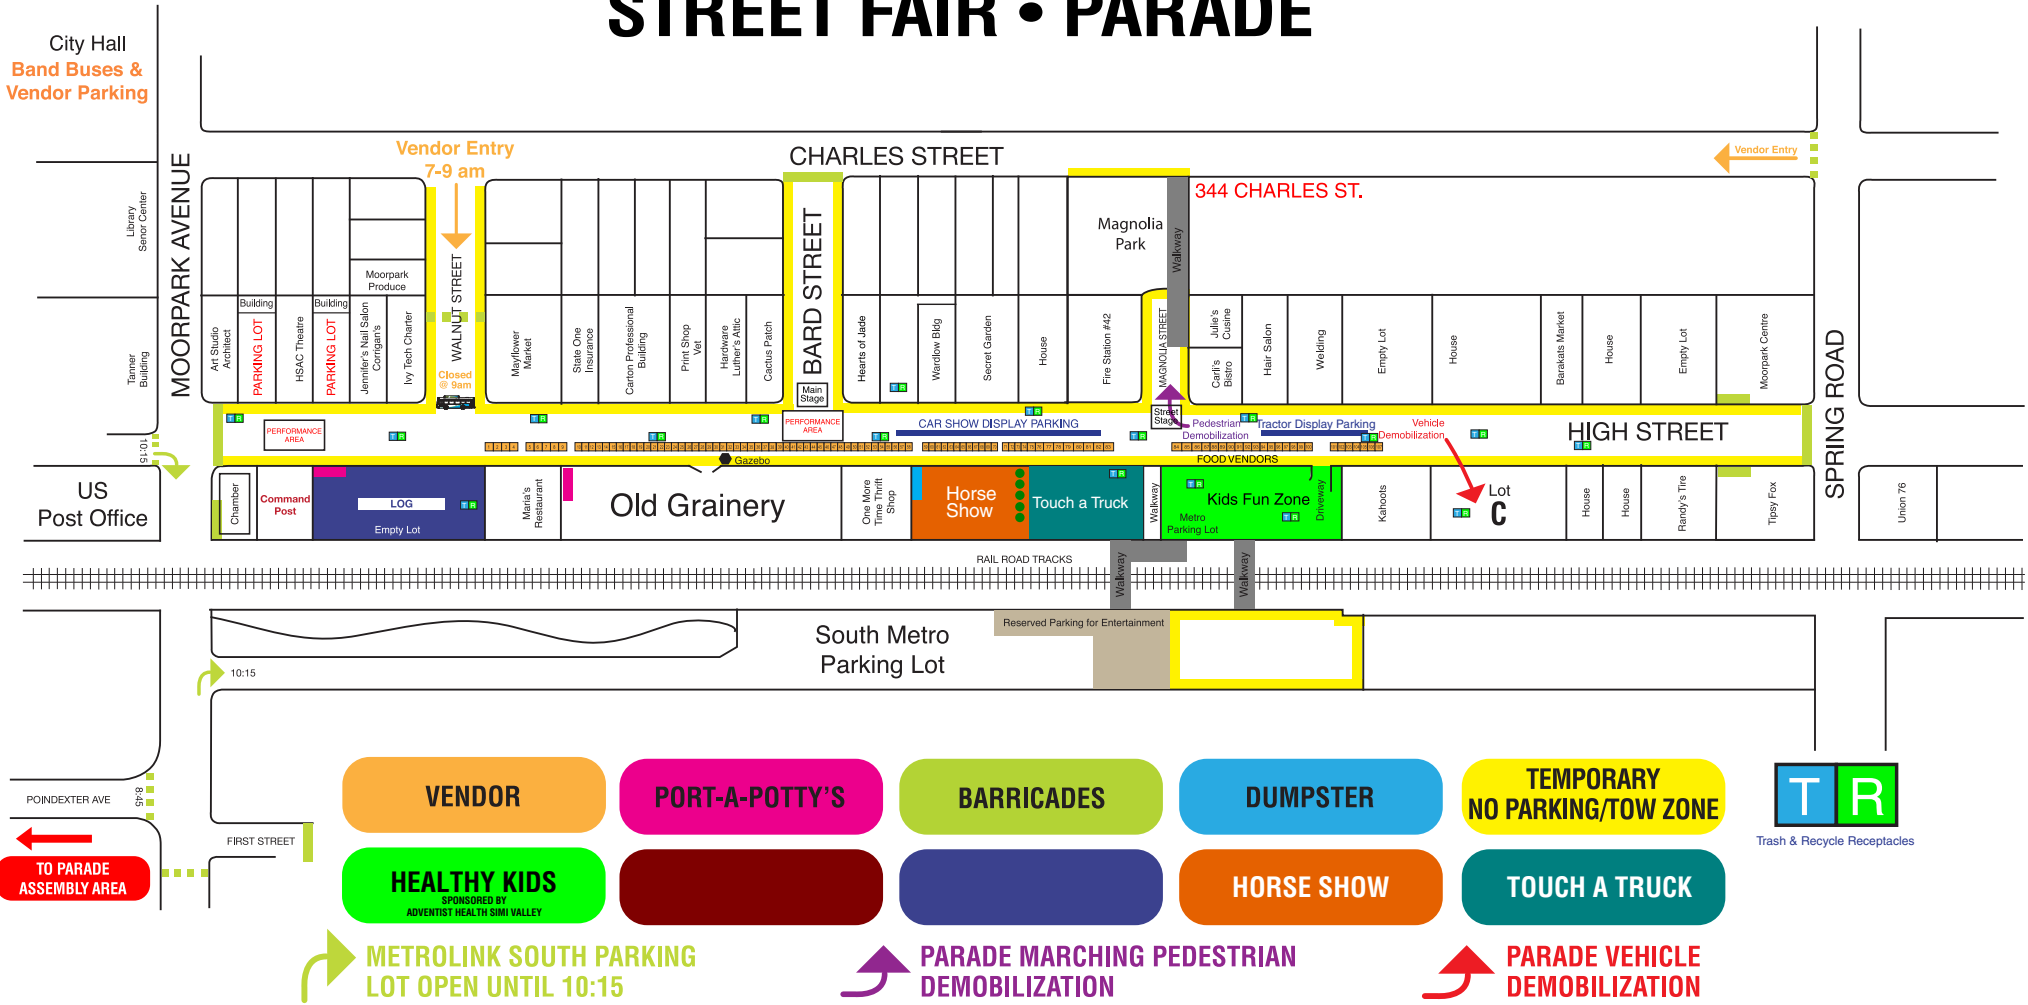 STREET FAIR • PARADE
City Hall
Band Buses &
Vendor Parking
MOORPARK AVENUE
Library
Senor Center
Tanner
Building
Vendor Entry
7-9 am
CHARLES STREET
Vendor Entry
344 CHARLES ST.
Magnolia
Park
Walkway
WALNUT STREET
Closed
@ 9am
BARD STREET
MAGNOLIA STREET
SPRING ROAD
Moorpark
Produce
Art Studio
Architect
Building
PARKING LOT
HSAC Theatre
Building
PARKING LOT
Jennifer's Nail Salon
Corrigan's
Ivy Tech Charter
Mayflower
Market
State One
Insurance
Carton Professional
Building
Print Shop
Vet
Hardware
Luther's Attic
Cactus Patch
Main
Stage
Hearts of Jade
T R
Wardlow Bldg
Secret Garden
House
Fire Station #42
Julie's
Cusine
Carli's
Bistro
Hair Salon
Welding
Empty Lot
House
Barakats Market
House
Empty Lot
Moorpark Centre
T R
T R
T R
T R
T R
T R
T R
T R
T R
T R
T R
T R
PERFORMANCE
AREA
PERFORMANCE
AREA
CAR SHOW DISPLAY PARKING
Street
Stage
Pedestrian
Demobilization
Tractor Display Parking
Vehicle
Demobilization
HIGH STREET
Gazebo
FOOD VENDORS
10:15
US
Post Office
Chamber
Command
Post
LOG
T R
Empty Lot
Maria's
Restaurant
Old Grainery
One More
Time Thrift
Shop
Horse
Show
Touch a Truck
T R
Walkway
T R
Kids Fun Zone
Metro
Parking Lot
T R
Driveway
Kahoots
T R
Lot
C
House
House
Randy's Tire
Tipsy Fox
Union 76
RAIL ROAD TRACKS
Walkway
Walkway
South Metro
Parking Lot
Reserved Parking for Entertainment
10:15
POINDEXTER AVE
8:45
FIRST STREET
TO PARADE
ASSEMBLY AREA
VENDOR
PORT-A-POTTY'S
BARRICADES
DUMPSTER
TEMPORARY
NO PARKING/TOW ZONE
T R
Trash & Recycle Receptacles
HEALTHY KIDS
SPONSORED BY
ADVENTIST HEALTH SIMI VALLEY
HORSE SHOW
TOUCH A TRUCK
METROLINK SOUTH PARKING
LOT OPEN UNTIL 10:15
PARADE MARCHING PEDESTRIAN
DEMOBILIZATION
PARADE VEHICLE
DEMOBILIZATION